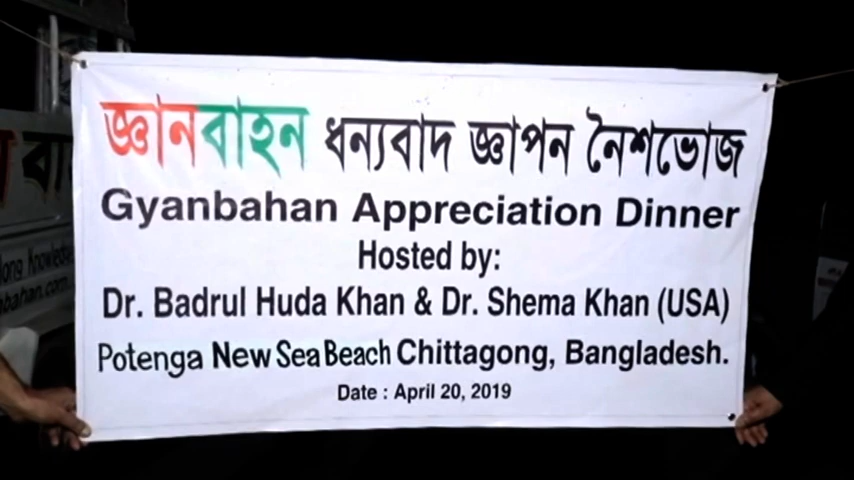 জ্ঞানবাহন ধন্যবাদ জ্ঞাপন নৈশভোজ
Gyanbahan Appreciation Dinner
Hosted by:
Dr. Badrul Huda Khan & Dr. Shema Khan (USA)
Potenga New Sea Beach Chittagong, Bangladesh.
Date : April 20, 2019